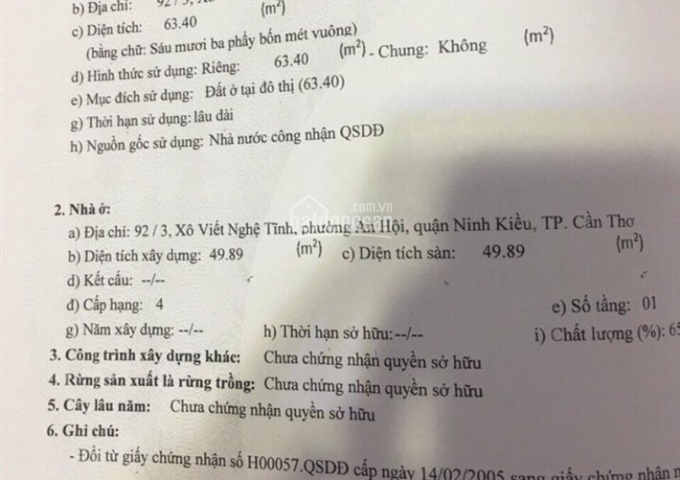 b) Địa chỉ: 92 / 3,
c) Diện tích: 63.40 (m²)
(bằng chữ: Sáu mươi ba phẩy bốn mét vuông)
d) Hình thức sử dụng: Riêng: 63.40 (m²) - Chung: Không (m²)
e) Mục đích sử dụng: Đất ở tại đô thị (63.40)
g) Thời hạn sử dụng: lâu dài
h) Nguồn gốc sử dụng: Nhà nước công nhận QSDĐ
.com.vn
batdongsan
2. Nhà ở:
a) Địa chỉ: 92 / 3, Xô Viết Nghệ Tĩnh, phường An Hội, quận Ninh Kiều, TP. Cần Thơ
b) Diện tích xây dựng: 49.89 (m²) c) Diện tích sàn: 49.89 (m²)
d) Kết cấu: --/--
đ) Cấp hạng: 4 e) Số tầng: 01
g) Năm xây dựng: --/-- h) Thời hạn sở hữu: --/-- i) Chất lượng (%): 65
3. Công trình xây dựng khác: Chưa chứng nhận quyền sở hữu
4. Rừng sản xuất là rừng trồng: Chưa chứng nhận quyền sở hữu
5. Cây lâu năm: Chưa chứng nhận quyền sở hữu
6. Ghi chú:
- Đổi từ giấy chứng nhận số H00057.QSDĐ cấp ngày 14/02/2005 sang giấy chứng nhận